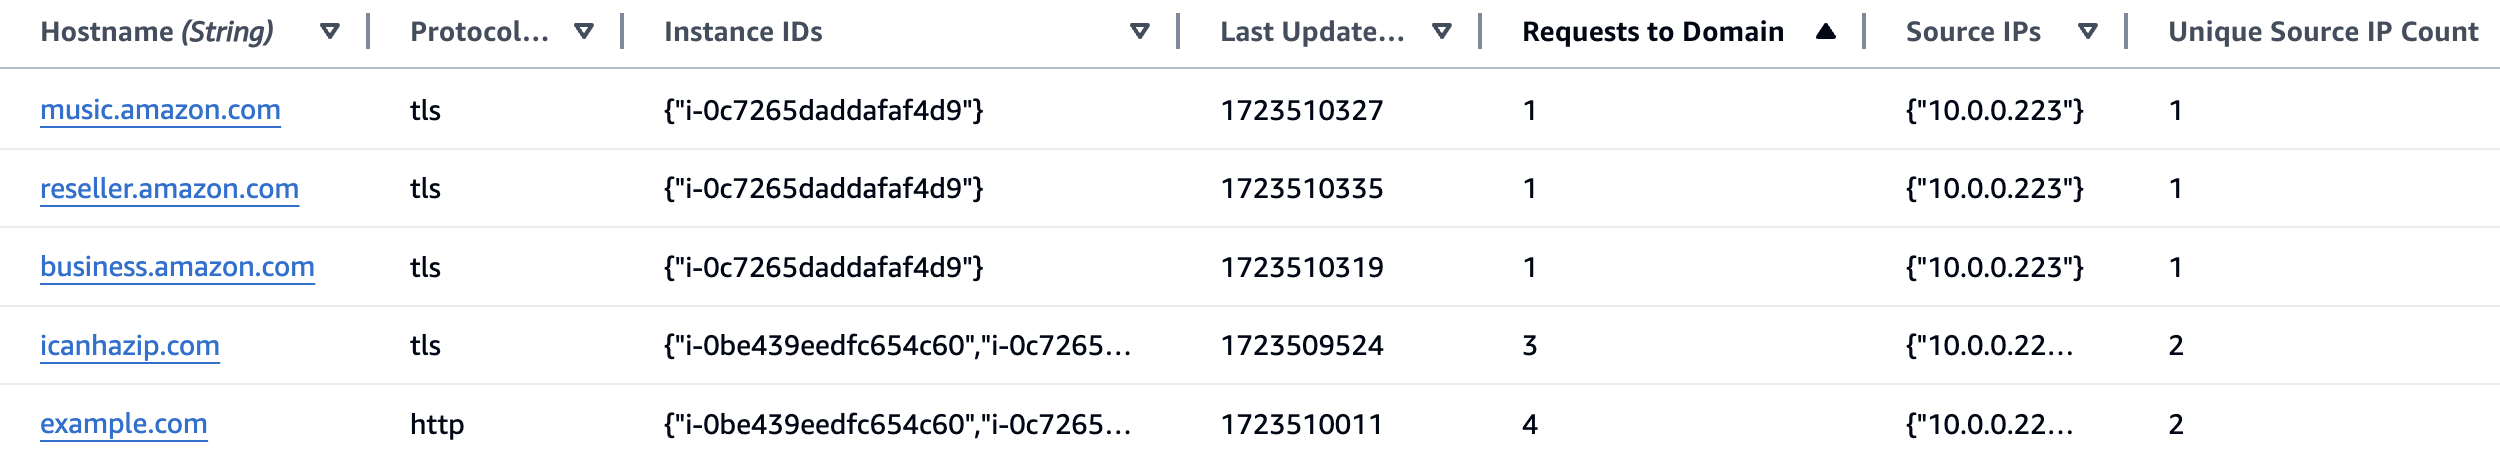 Hostname (String) Protocol... Instance IDs Last Update... Requests to Domain Source IPs Unique Source IP Count
music.amazon.com tls {"i-0c7265daddafaf4d9"} 1723510327 1 {"10.0.0.223"} 1
reseller.amazon.com tls {"i-0c7265daddafaf4d9"} 1723510335 1 {"10.0.0.223"} 1
business.amazon.com tls {"i-0c7265daddafaf4d9"} 1723510319 1 {"10.0.0.223"} 1
icanhazip.com tls {"i-0be439eedfc654c60","i-0c7265... 1723509524 3 {"10.0.0.22... 2
example.com http {"i-0be439eedfc654c60","i-0c7265... 1723510011 4 {"10.0.0.22... 2